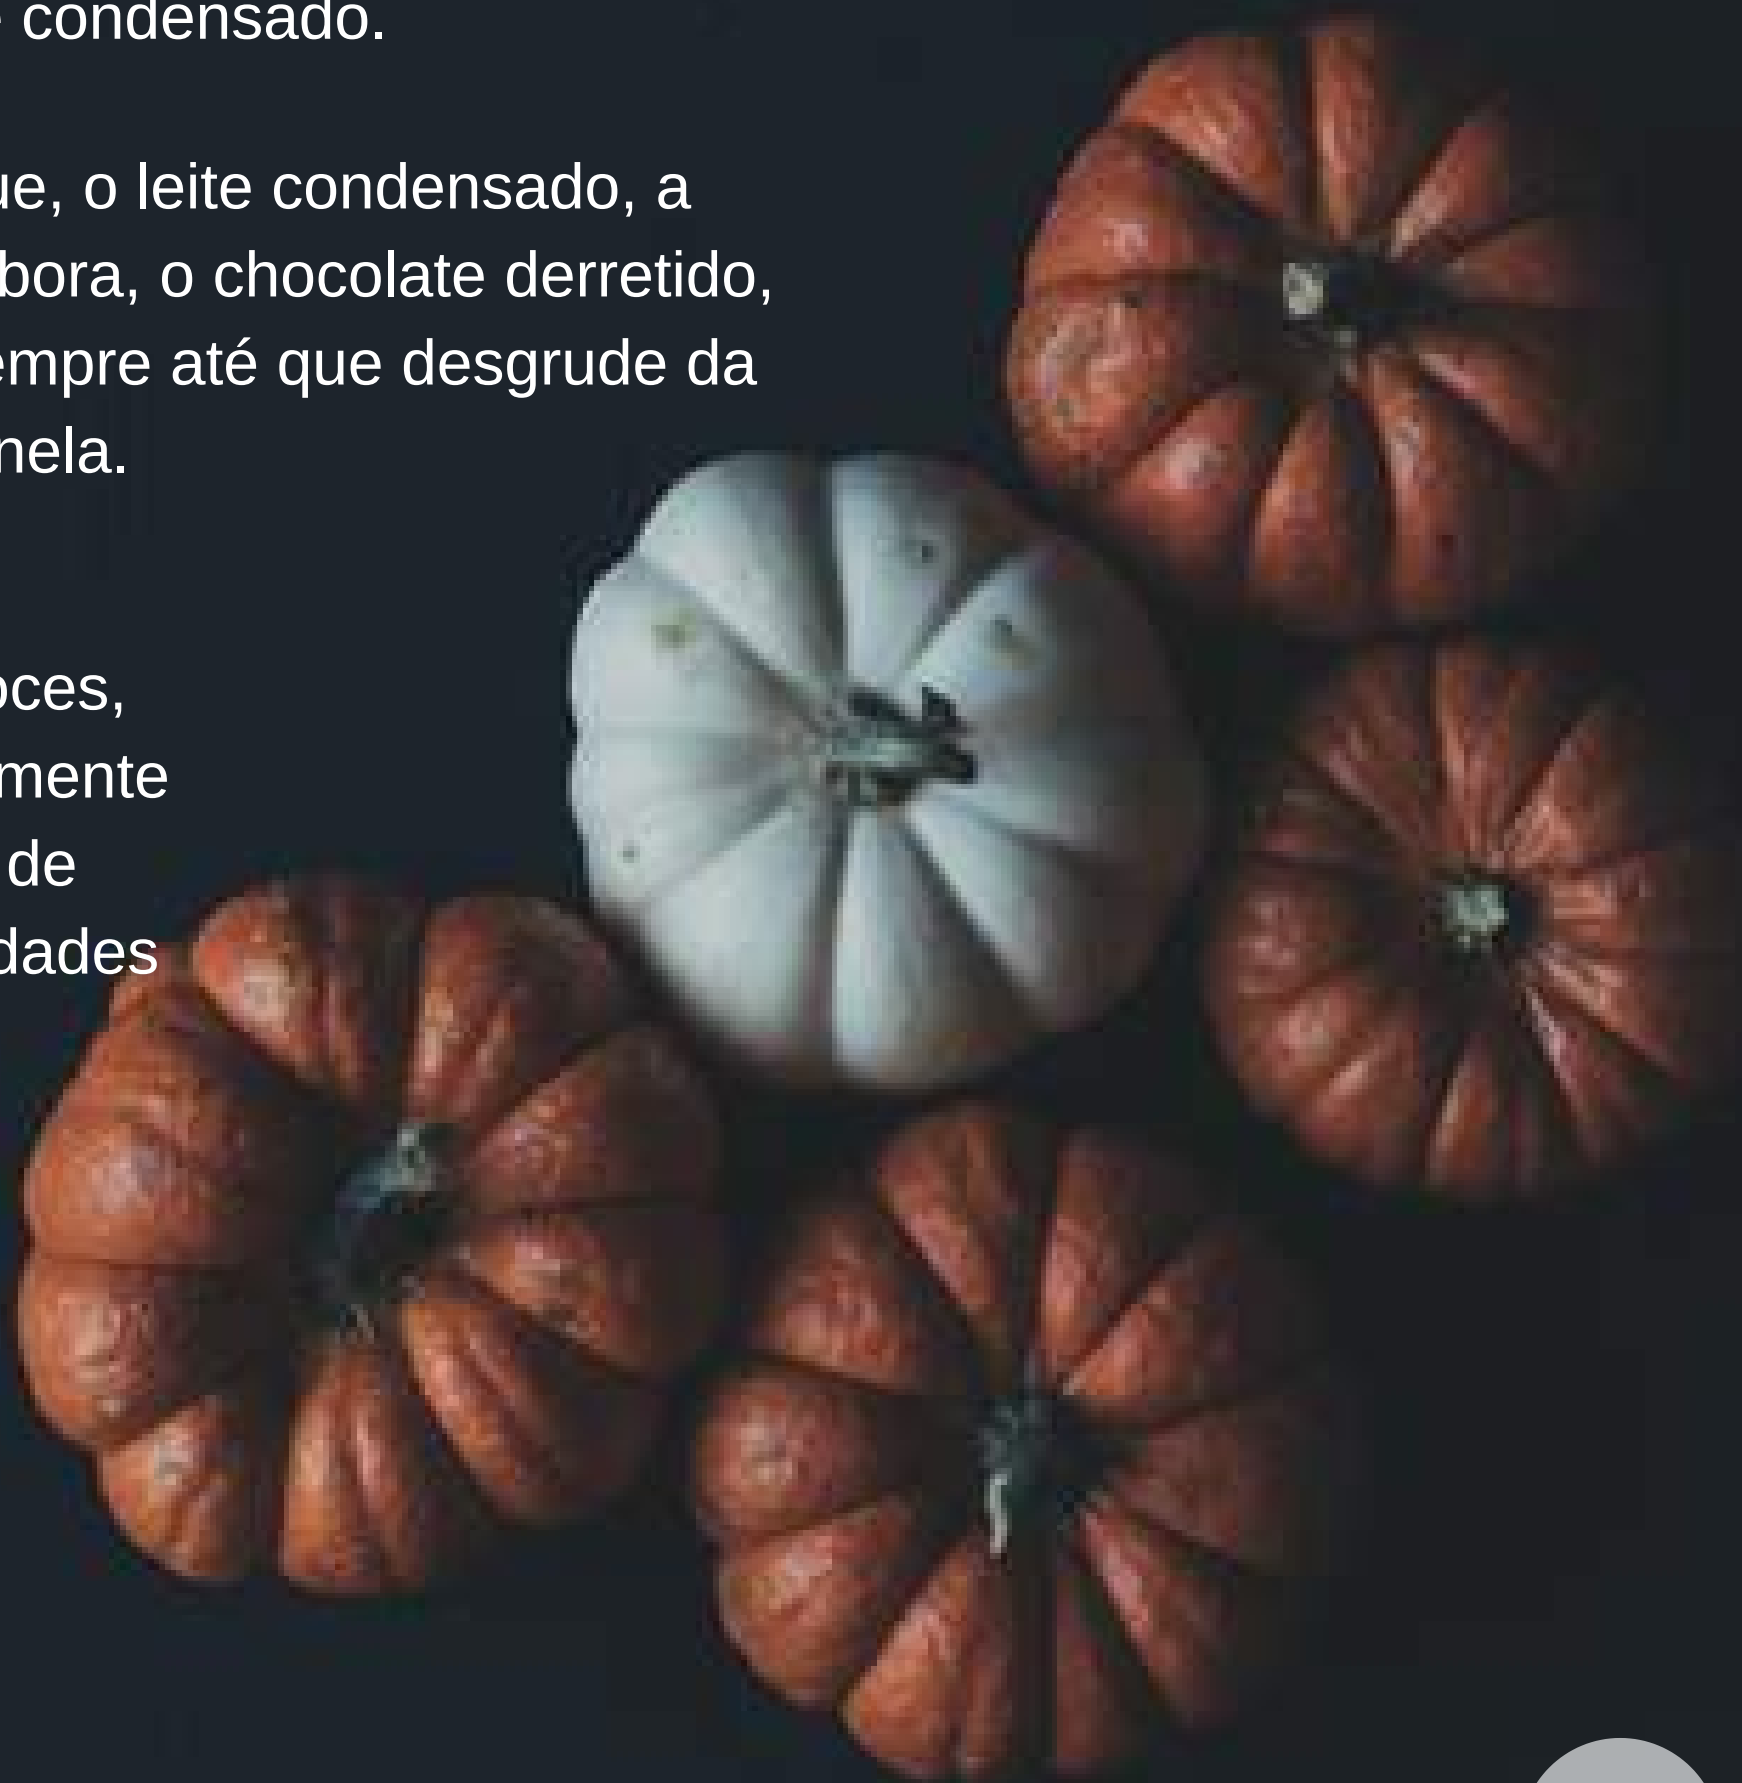 condensado.
ue, o leite condensado, a
bora, o chocolate derretido,
empre até que desgrude da
nela.
oces,
mente
de
dades